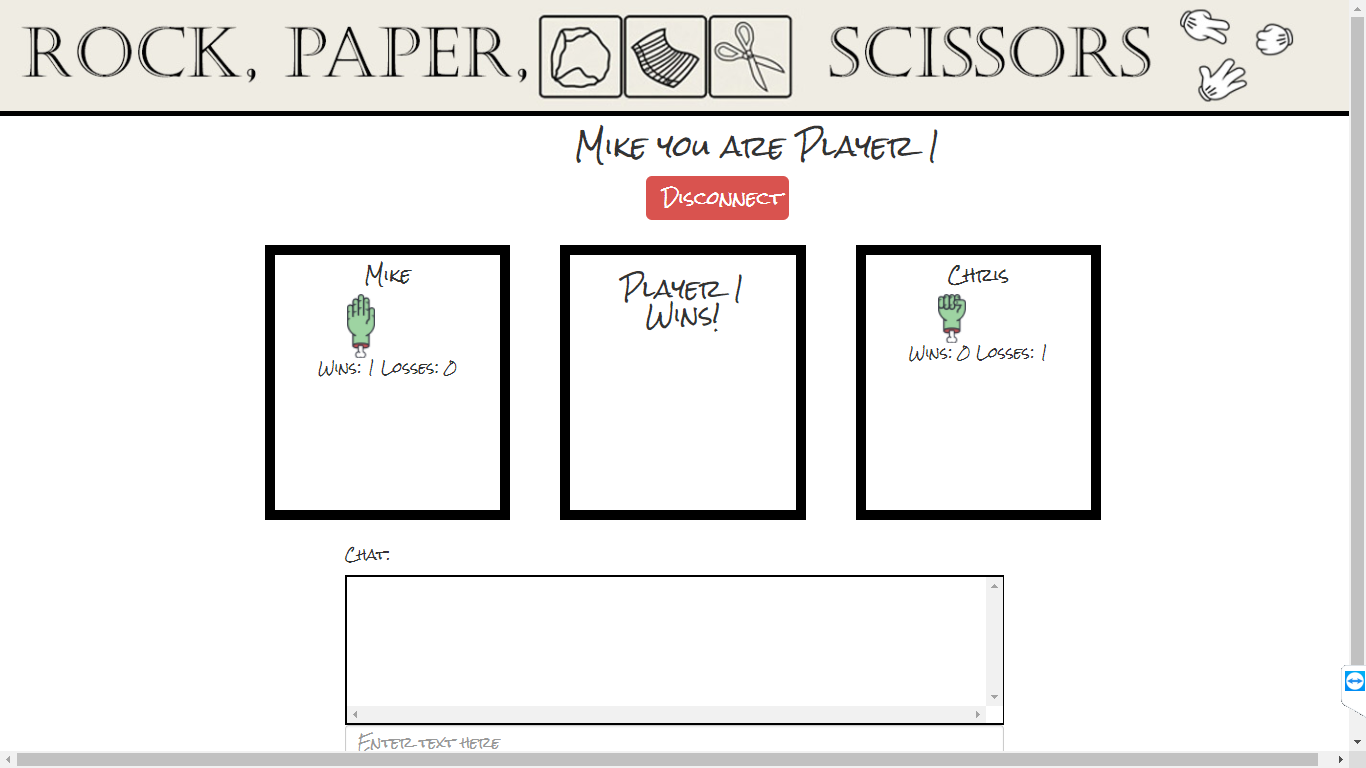 ROCK, PAPER, SCISSORS
Mike you are Player 1
Disconnect
Mike
Wins: 1 Losses: 0
Player 1
Wins!
Chris
Wins: 0 Losses: 1
Chat:
Enter text here